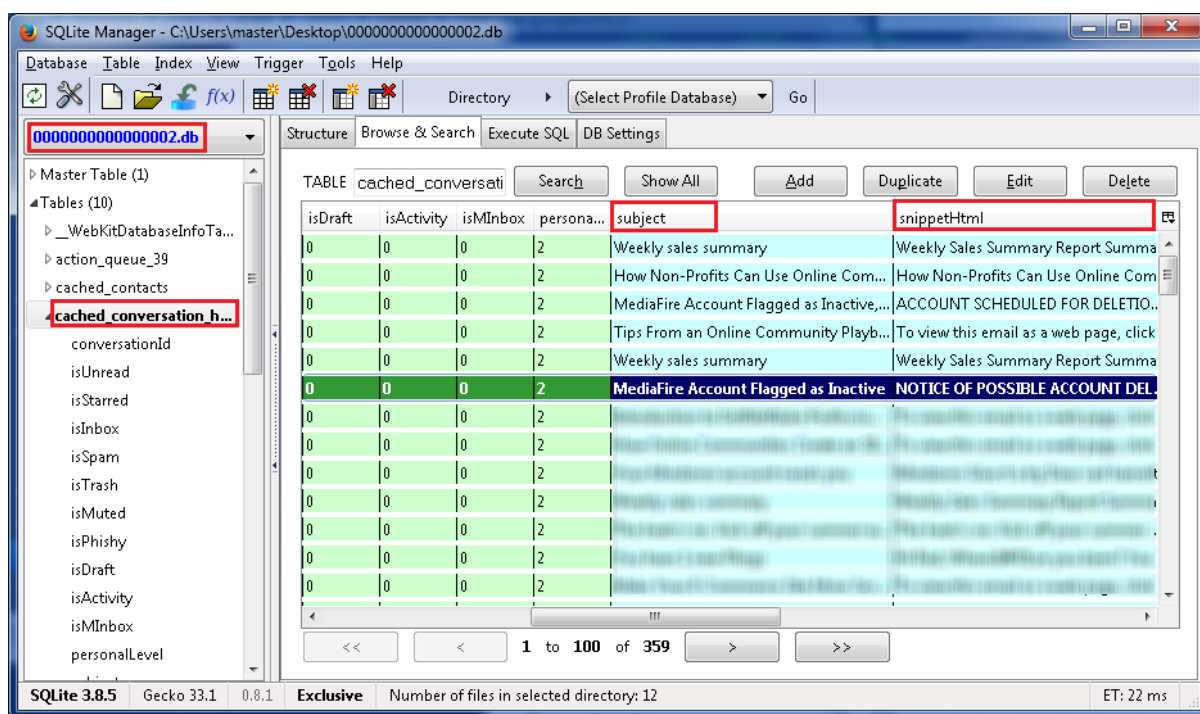 SQLite Manager - C:\Users\master\Desktop\0000000000000002.db
Database Table Index View Trigger Tools Help
f(x) Directory (Select Profile Database) Go
0000000000000002.db
Structure Browse & Search Execute SQL DB Settings
Master Table (1)
Tables (10)
__WebKitDatabaseInfoTa...
action_queue_39
cached_contacts
cached_conversation_h...
conversationId
isUnread
isStarred
isInbox
isSpam
isTrash
isMuted
isPhishy
isDraft
isActivity
isMInbox
personalLevel
TABLE cached_conversati Search Show All Add Duplicate Edit Delete
isDraft isActivity isMInbox persona... subject snippetHtml
0 0 0 2 Weekly sales summary Weekly Sales Summary Report Summa
0 0 0 2 How Non-Profits Can Use Online Com... How Non-Profits Can Use Online Com
0 0 0 2 MediaFire Account Flagged as Inactive,... ACCOUNT SCHEDULED FOR DELETIO...
0 0 0 2 Tips From an Online Community Playb... To view this email as a web page, click
0 0 0 2 Weekly sales summary Weekly Sales Summary Report Summa
0 0 0 2 MediaFire Account Flagged as Inactive NOTICE OF POSSIBLE ACCOUNT DEL...
0 0 0 2
0 0 0 2
0 0 0 2
0 0 0 2
0 0 0 2
0 0 0 2
0 0 0 2
<< < 1 to 100 of 359 > >>
SQLite 3.8.5 Gecko 33.1 0.8.1 Exclusive Number of files in selected directory: 12 ET: 22 ms